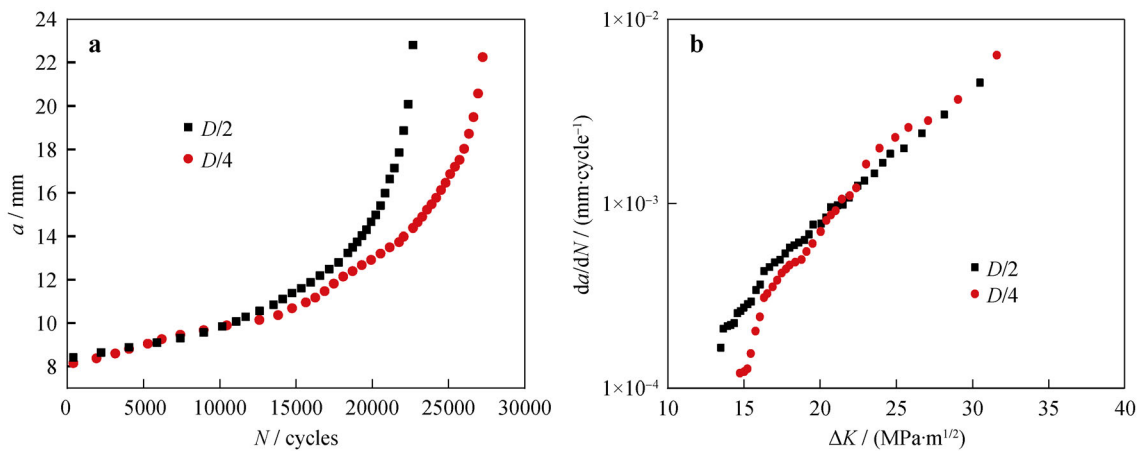 a
24
22
20
18
16
14
12
10
8
a / mm
D/2
D/4
0 5000 10000 15000 20000 25000 30000
N / cycles
b
1×10⁻²
1×10⁻³
1×10⁻⁴
da/dN / (mm·cycle⁻¹)
D/2
D/4
10 15 20 25 30 35 40
ΔK / (MPa·m¹/²)